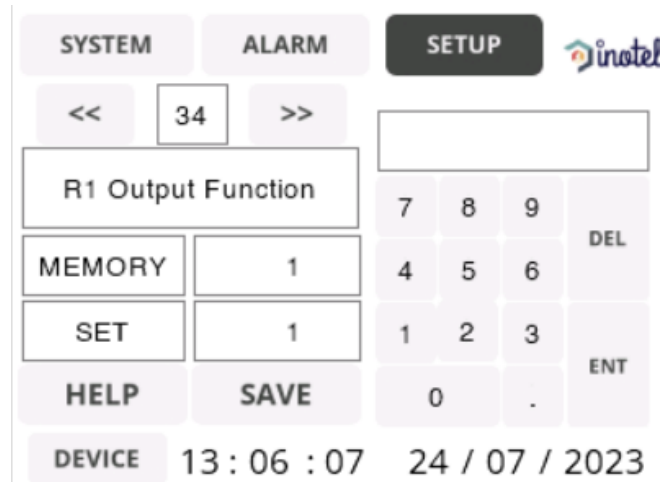 SYSTEM ALARM SETUP inotel
<< 34 >>
R1 Output Function
7 8 9 DEL
MEMORY 1
4 5 6
SET 1
1 2 3 ENT
HELP SAVE
0 .
DEVICE 13 : 06 : 07 24 / 07 / 2023